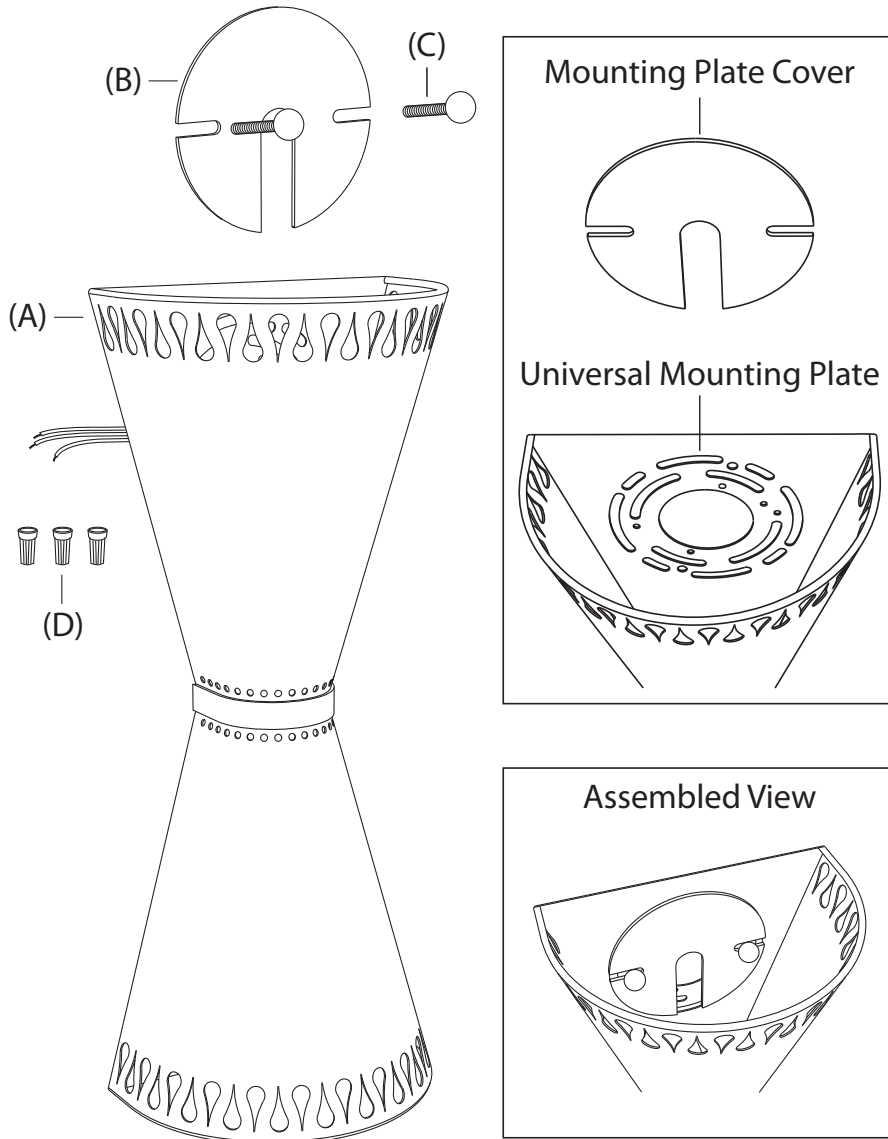 (B)
(C)
(A)
(D)
Mounting Plate Cover
Universal Mounting Plate
Assembled View